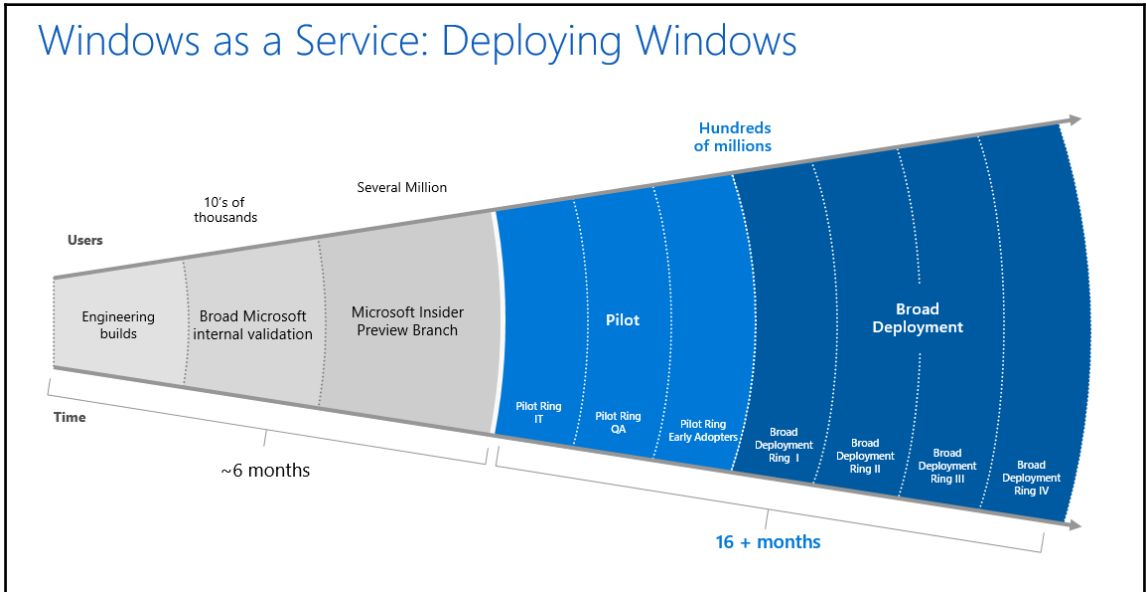 Windows as a Service: Deploying Windows
Hundreds
of millions
Several Million
10's of
thousands
Users
Engineering
builds
Broad Microsoft
internal validation
Microsoft Insider
Preview Branch
Pilot
Broad
Deployment
Pilot Ring
IT
Pilot Ring
QA
Pilot Ring
Early Adopters
Broad
Deployment
Ring I
Broad
Deployment
Ring II
Broad
Deployment
Ring III
Broad
Deployment
Ring IV
Time
~6 months
16 + months